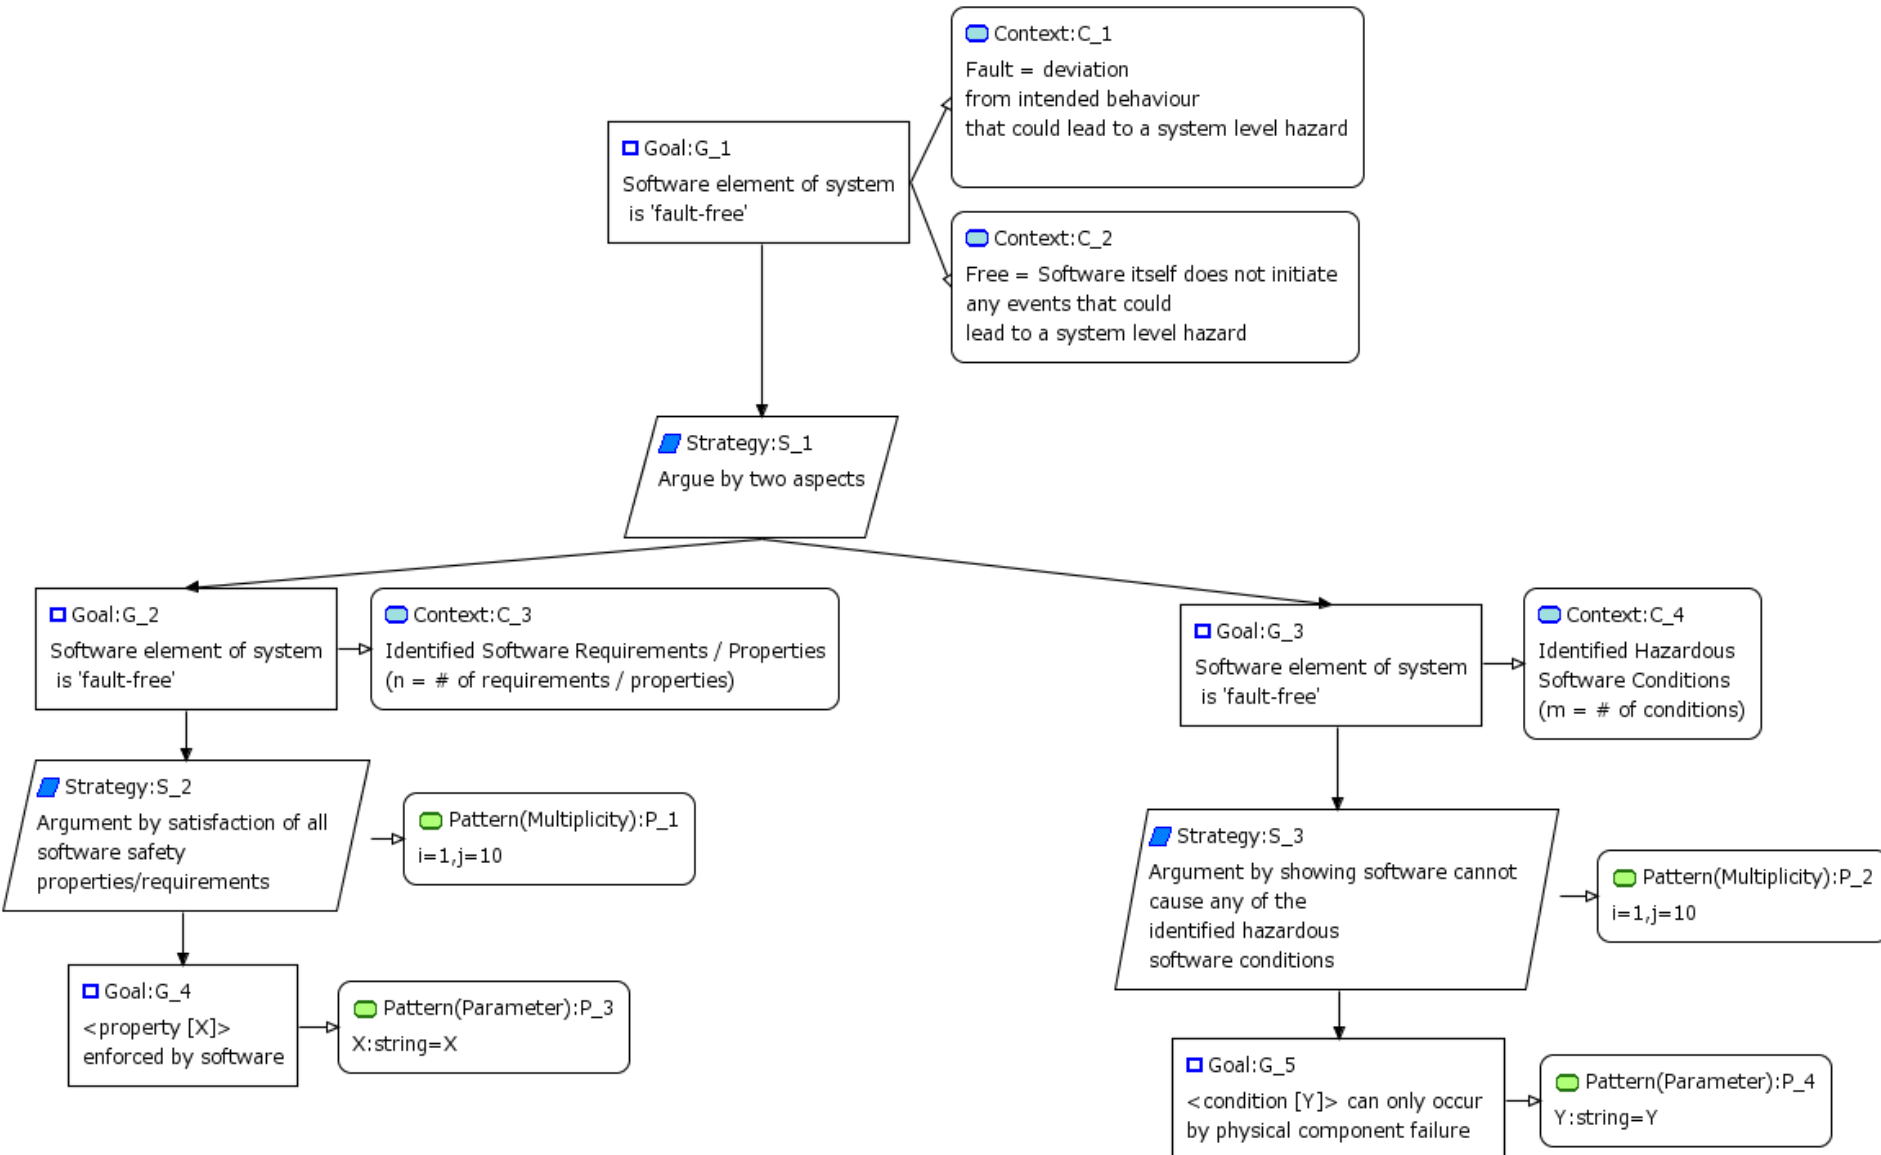 Context:C_1
Fault = deviation
from intended behaviour
that could lead to a system level hazard
Goal:G_1
Software element of system
is 'fault-free'
Context:C_2
Free = Software itself does not initiate
any events that could
lead to a system level hazard
Strategy:S_1
Argue by two aspects
Goal:G_2
Software element of system
is 'fault-free'
Context:C_3
Identified Software Requirements / Properties
(n = # of requirements / properties)
Goal:G_3
Software element of system
is 'fault-free'
Context:C_4
Identified Hazardous
Software Conditions
(m = # of conditions)
Strategy:S_2
Argument by satisfaction of all
software safety
properties/requirements
Pattern(Multiplicity):P_1
i=1,j=10
Strategy:S_3
Argument by showing software cannot
cause any of the
identified hazardous
software conditions
Pattern(Multiplicity):P_2
i=1,j=10
Goal:G_4
<property [X]>
enforced by software
Pattern(Parameter):P_3
X:string=X
Goal:G_5
<condition [Y]> can only occur
by physical component failure
Pattern(Parameter):P_4
Y:string=Y